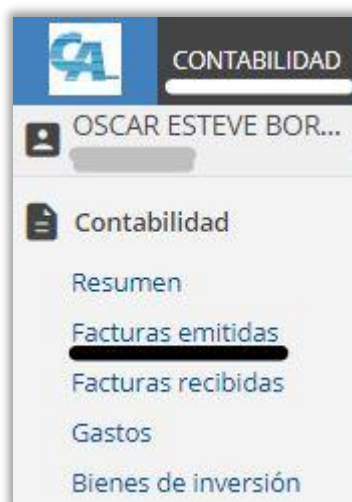 CA
CONTABILIDAD
OSCAR ESTEVE BOR...
Contabilidad
Resumen
Facturas emitidas
Facturas recibidas
Gastos
Bienes de inversión